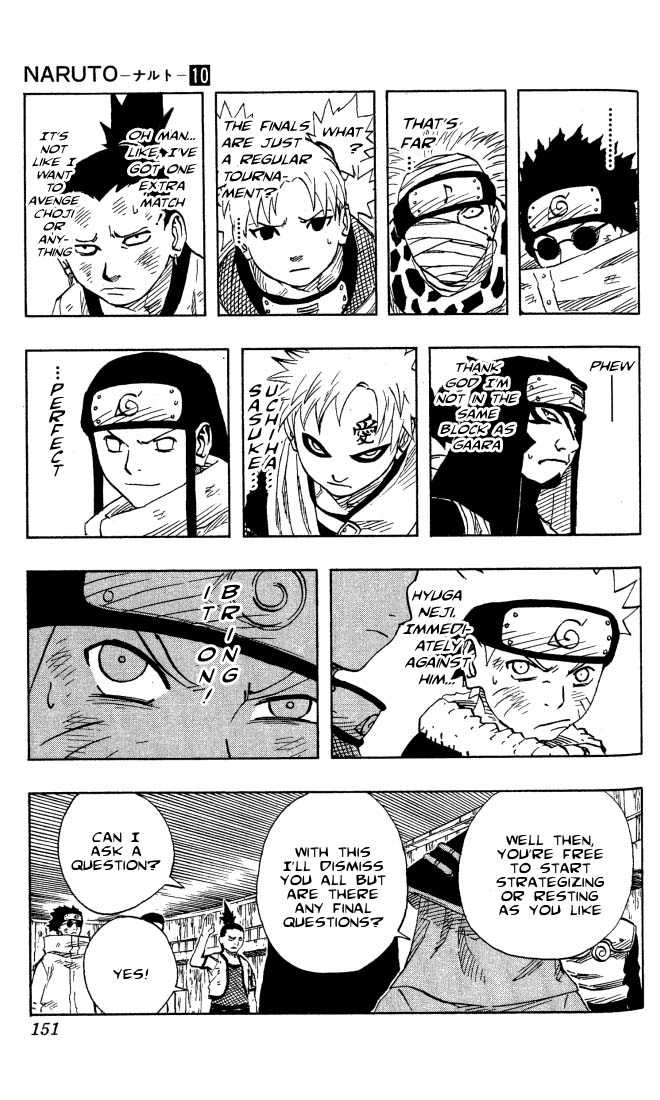 NARUTO—ナルト—10
...........
THAT'S
FAR
...
WHAT
?
THE FINALS
ARE JUST
A REGULAR
TOURNA-
MENT?
......
OH MAN...
LIKE, I'VE
GOT ONE
EXTRA
MATCH
!
IT'S
NOT
LIKE I
WANT
TO
AVENGE
CHOJI
OR
ANY-
THING
PHEW
THANK
GOD I'M
NOT IN THE
SAME
BLOCK AS
GAARA
UCHIHA...
SASUKE......
愛
...PERFECT
HYUGA
NEJI.
IMMEDI-
ATELY
AGAINST
HIM...
BRING
IT ON!
WELL THEN,
YOU'RE FREE
TO START
STRATEGIZING
OR RESTING
AS YOU LIKE
WITH THIS
I'LL DISMISS
YOU ALL BUT
ARE THERE
ANY FINAL
QUESTIONS?
CAN I
ASK A
QUESTION?
YES!
151